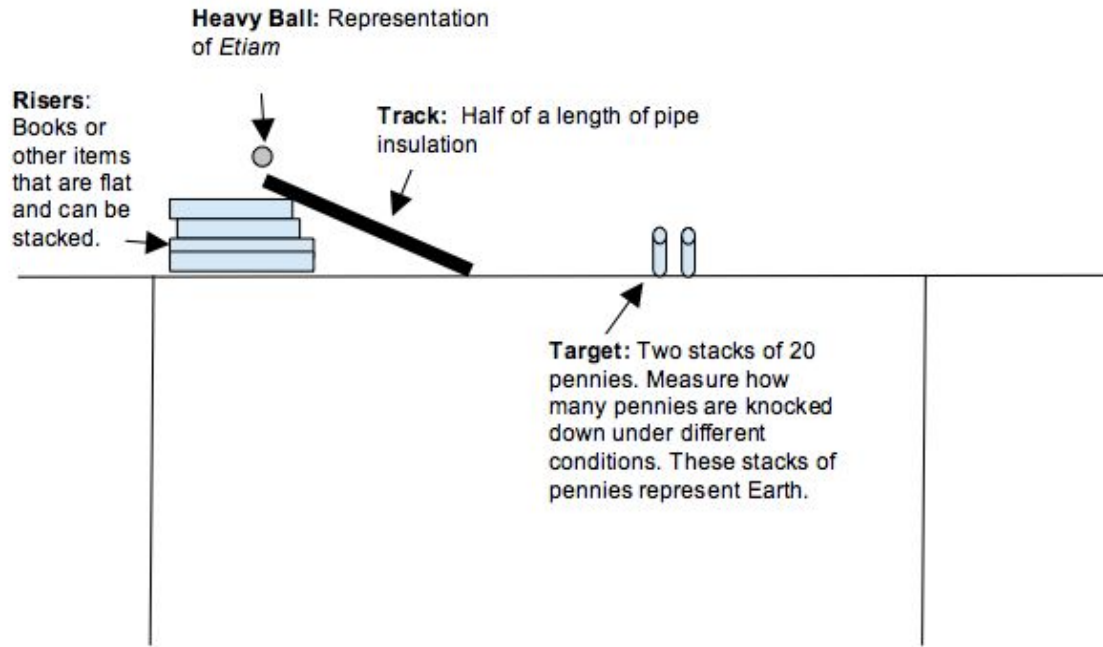 Heavy Ball: Representation
of Etiam
Risers:
Books or
other items
that are flat
and can be
stacked.
Track: Half of a length of pipe
insulation
Target: Two stacks of 20
pennies. Measure how
many pennies are knocked
down under different
conditions. These stacks of
pennies represent Earth.